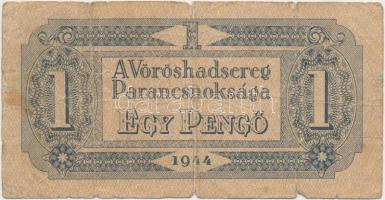 1
A Vöröshadsereg
Parancsnoksága
1 EGY PENGŐ 1
1944